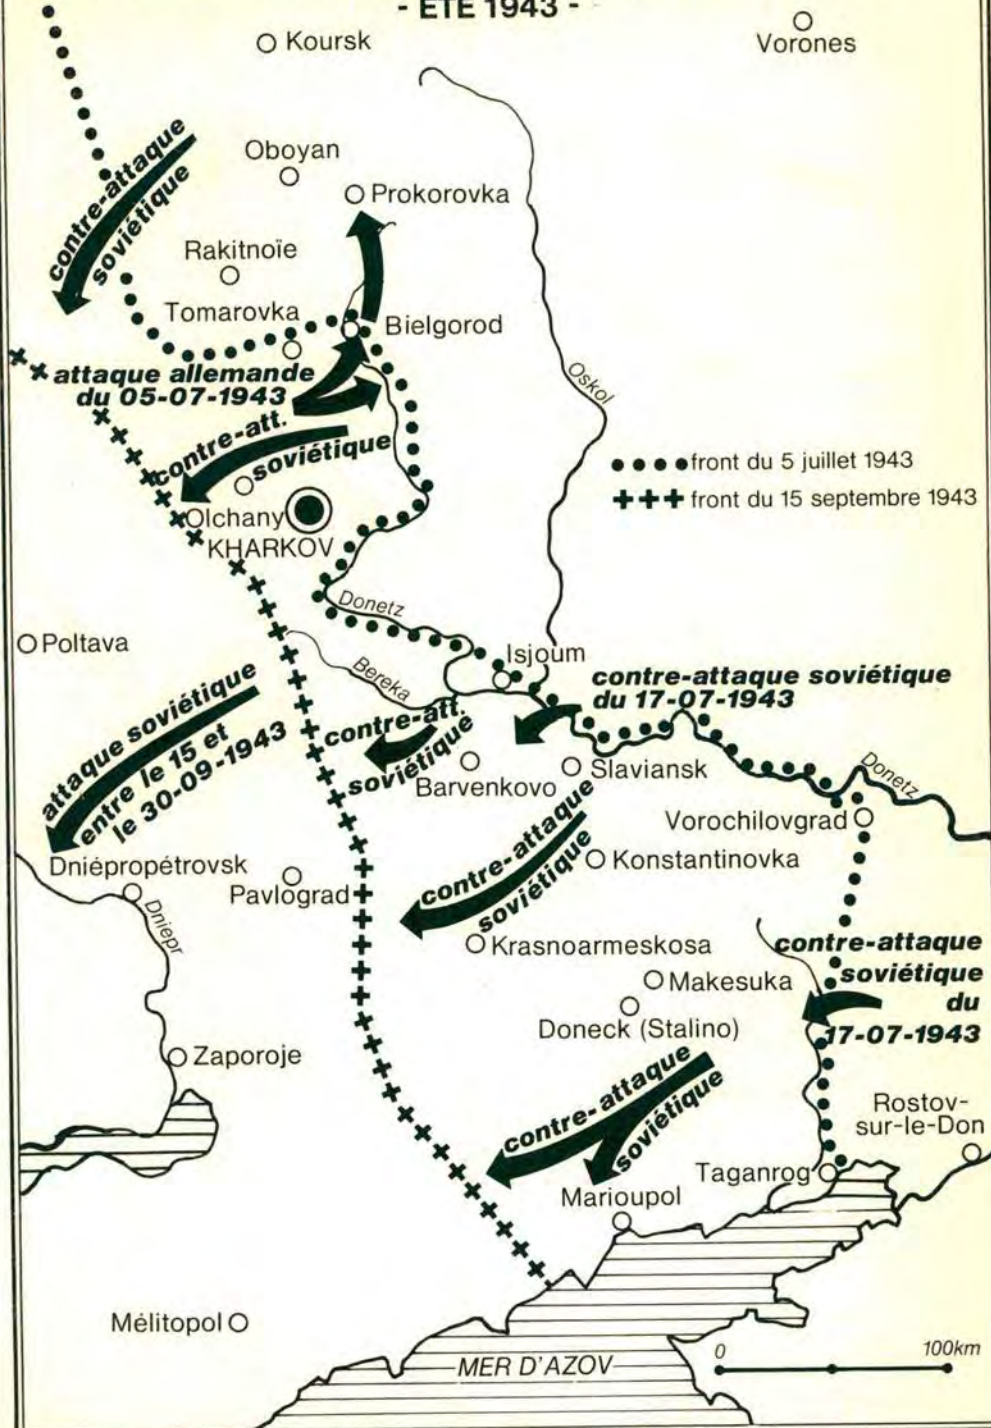 - ÉTÉ 1943 -
Koursk
Vorones
contre-attaque
soviétique
Oboyan
Prokorovka
Rakitnoïe
Tomarovka
Bielgorod
attaque allemande
du 05-07-1943
Oskol
contre-att.
soviétique
front du 5 juillet 1943
front du 15 septembre 1943
Olchany
KHARKOV
Donetz
Poltava
Bereka
Isjoum
contre-attaque soviétique
du 17-07-1943
attaque soviétique
entre le 15 et
le 30-09-1943
contre-att.
soviétique
Barvenkovo
Slaviansk
Donetz
Vorochilovgrad
contre-attaque
soviétique
Konstantinovka
Dniépropétrovsk
Pavlograd
Dniepr
Krasnoarmeskosa
contre-attaque
soviétique
du
17-07-1943
Makesuka
Doneck (Stalino)
Zaporoje
contre-attaque
soviétique
Rostov-
sur-le-Don
Taganrog
Marioupol
Mélitopol
MER D'AZOV
0
100km